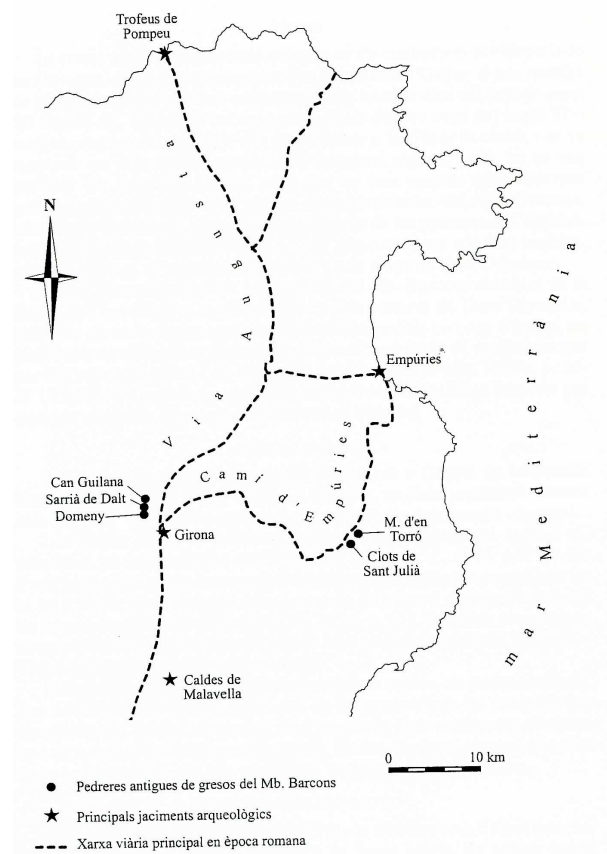 Trofeus de
Pompeu
N
Via Augusta
Empúries
Camí d'Empúries
mar Mediterrània
Can Guilana
Sarrià de Dalt
Domeny
Girona
M. d'en
Torró
Clots de
Sant Julià
Caldes de
Malavella
0 10 km
Pedreres antigues de gresos del Mb. Barcons
Principals jaciments arqueològics
Xarxa viària principal en època romana